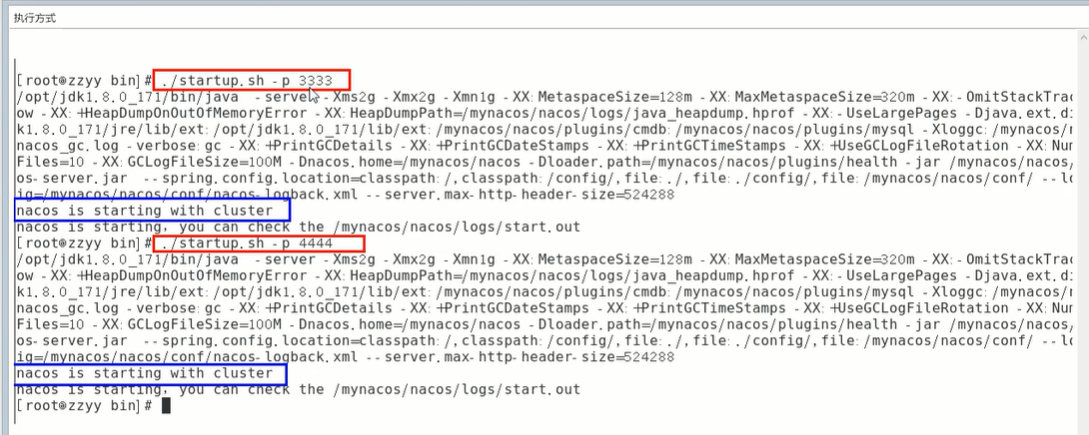 执行方式
[root@zzyy bin]# ./startup.sh -p 3333
/opt/jdk1.8.0_171/bin/java  -server -Xms2g -Xmx2g -Xmn1g -XX:MetaspaceSize=128m -XX:MaxMetaspaceSize=320m -XX:-OmitStackTrac
ow -XX:+HeapDumpOnOutOfMemoryError -XX:HeapDumpPath=/mynacos/nacos/logs/java_heapdump.hprof -XX:-UseLargePages -Djava.ext.di
k1.8.0_171/jre/lib/ext:/opt/jdk1.8.0_171/lib/ext:/mynacos/nacos/plugins/cmdb:/mynacos/nacos/plugins/mysql -Xloggc:/mynacos/n
nacos_gc.log -verbose:gc -XX:+PrintGCDetails -XX:+PrintGCDateStamps -XX:+PrintGCTimeStamps -XX:+UseGCLogFileRotation -XX:Num
Files=10 -XX:GCLogFileSize=100M -Dnacos.home=/mynacos/nacos -Dloader.path=/mynacos/nacos/plugins/health -jar /mynacos/nacos/
os-server.jar  --spring.config.location=classpath:/,classpath:/config/,file:./,file:./config/,file:/mynacos/nacos/conf/ --lo
ig=/mynacos/nacos/conf/nacos-logback.xml --server.max-http-header-size=524288
nacos is starting with cluster
nacos is starting, you can check the /mynacos/nacos/logs/start.out
[root@zzyy bin]# ./startup.sh -p 4444
/opt/jdk1.8.0_171/bin/java  -server -Xms2g -Xmx2g -Xmn1g -XX:MetaspaceSize=128m -XX:MaxMetaspaceSize=320m -XX:-OmitStackTrac
ow -XX:+HeapDumpOnOutOfMemoryError -XX:HeapDumpPath=/mynacos/nacos/logs/java_heapdump.hprof -XX:-UseLargePages -Djava.ext.di
k1.8.0_171/jre/lib/ext:/opt/jdk1.8.0_171/lib/ext:/mynacos/nacos/plugins/cmdb:/mynacos/nacos/plugins/mysql -Xloggc:/mynacos/n
nacos_gc.log -verbose:gc -XX:+PrintGCDetails -XX:+PrintGCDateStamps -XX:+PrintGCTimeStamps -XX:+UseGCLogFileRotation -XX:Num
Files=10 -XX:GCLogFileSize=100M -Dnacos.home=/mynacos/nacos -Dloader.path=/mynacos/nacos/plugins/health -jar /mynacos/nacos/
os-server.jar  --spring.config.location=classpath:/,classpath:/config/,file:./,file:./config/,file:/mynacos/nacos/conf/ --lo
ig=/mynacos/nacos/conf/nacos-logback.xml --server.max-http-header-size=524288
nacos is starting with cluster
nacos is starting, you can check the /mynacos/nacos/logs/start.out
[root@zzyy bin]#